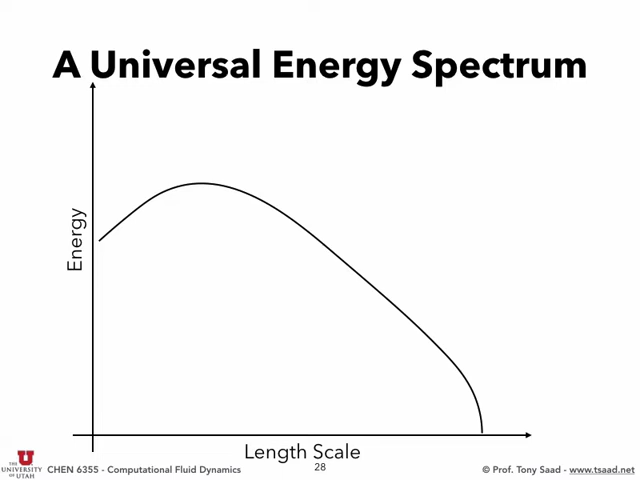 A Universal Energy Spectrum
Energy
Length Scale
28
THE
UNIVERSITY
OF UTAH
CHEN 6355 - Computational Fluid Dynamics
© Prof. Tony Saad - www.tsaad.net